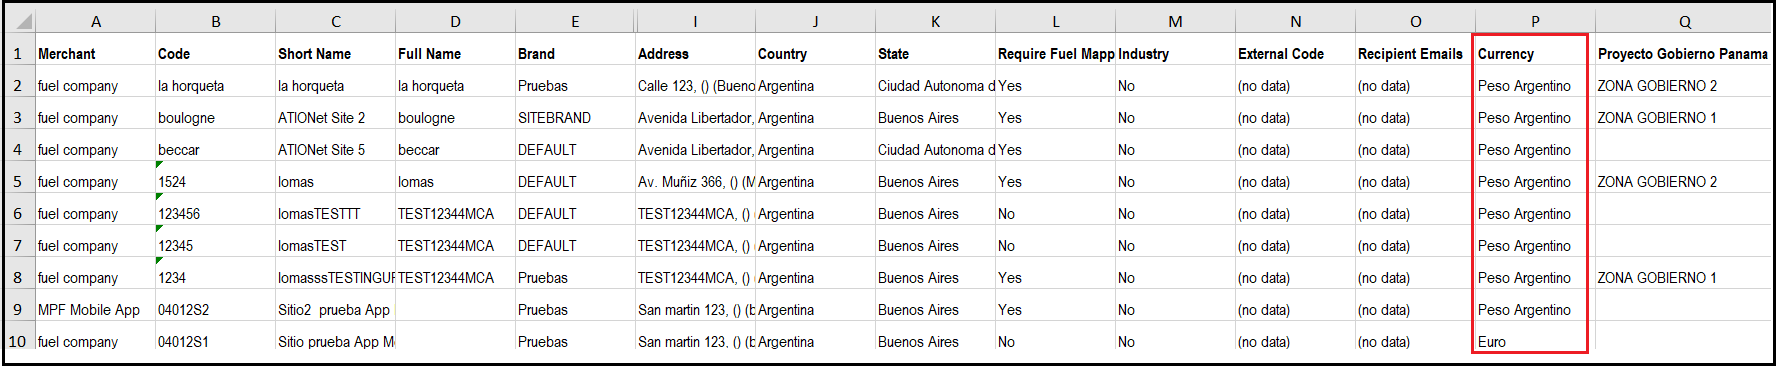 A B C D E I J K L M N O P Q
1 Merchant Code Short Name Full Name Brand Address Country State Require Fuel Mapp Industry External Code Recipient Emails Currency Proyecto Gobierno Panama
2 fuel company la horqueta la horqueta la horqueta Pruebas Calle 123, () (Bueno Argentina Ciudad Autonoma d Yes No (no data) (no data) Peso Argentino ZONA GOBIERNO 2
3 fuel company boulogne ATIONet Site 2 boulogne SITEBRAND Avenida Libertador, Argentina Buenos Aires Yes No (no data) (no data) Peso Argentino ZONA GOBIERNO 1
4 fuel company beccar ATIONet Site 5 beccar DEFAULT Avenida Libertador, Argentina Ciudad Autonoma d Yes No (no data) (no data) Peso Argentino
5 fuel company 1524 lomas lomas DEFAULT Av. Muñiz 366, () (M Argentina Buenos Aires Yes No (no data) (no data) Peso Argentino ZONA GOBIERNO 2
6 fuel company 123456 lomasTESTTT TEST12344MCA DEFAULT TEST12344MCA, () ( Argentina Buenos Aires No No (no data) (no data) Peso Argentino
7 fuel company 12345 lomasTEST TEST12344MCA DEFAULT TEST12344MCA, () ( Argentina Buenos Aires No No (no data) (no data) Peso Argentino
8 fuel company 1234 lomasssTESTINGUF TEST12344MCA Pruebas TEST12344MCA, () ( Argentina Buenos Aires Yes No (no data) (no data) Peso Argentino ZONA GOBIERNO 1
9 MPF Mobile App 04012S2 Sitio2 prueba App Pruebas San martin 123, () (b Argentina Buenos Aires Yes No (no data) (no data) Peso Argentino
10 fuel company 04012S1 Sitio prueba App M Pruebas San martin 123, () (b Argentina Buenos Aires No No (no data) (no data) Euro